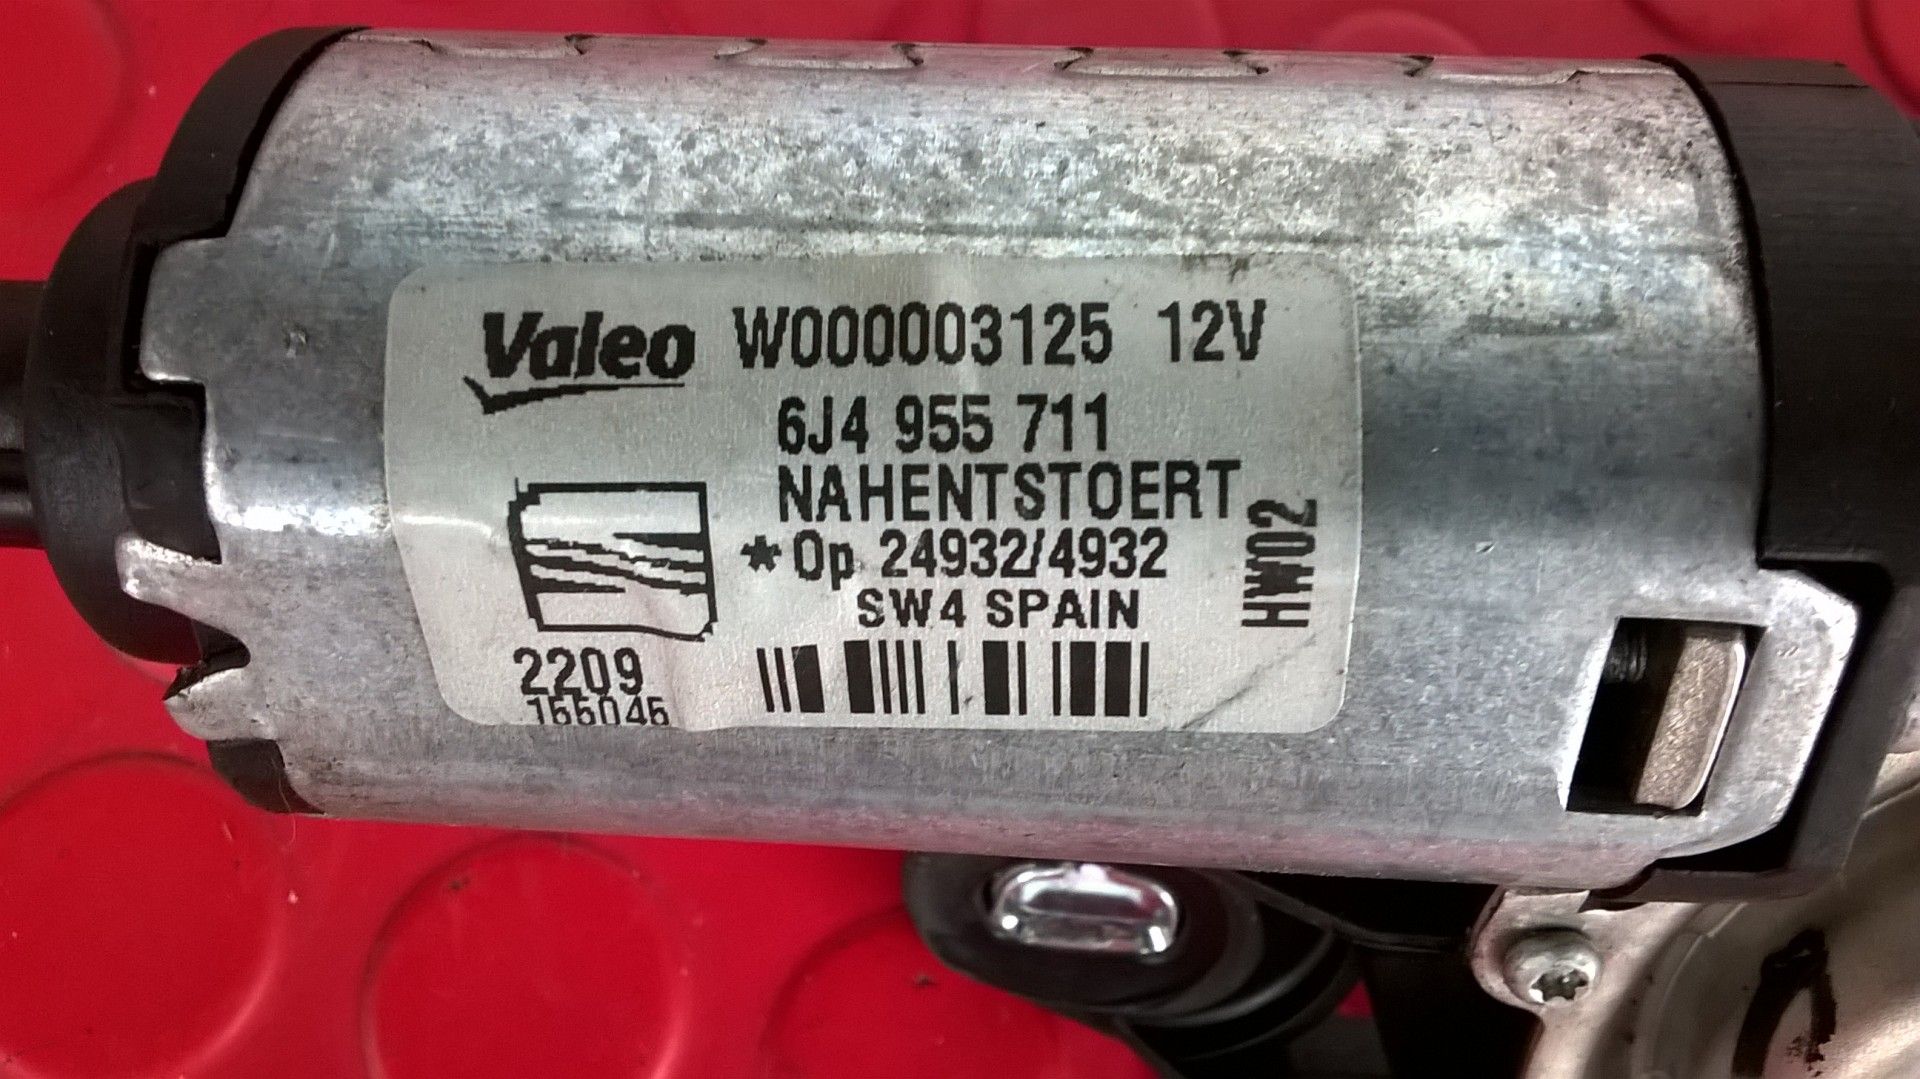 Valeo W000003125 12V
6J4 955 711
NAHENTSTOERT
*Op 24932/4932
SW4 SPAIN
HW02
2209